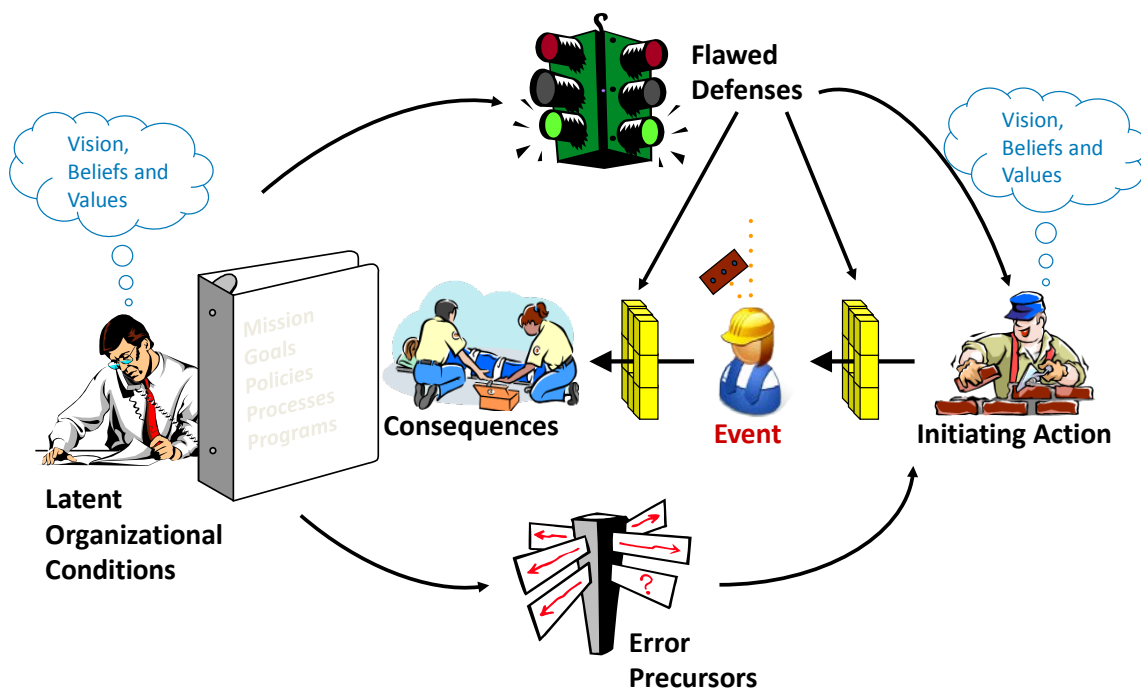 Flawed
Defenses
Vision,
Beliefs and
Values
Vision,
Beliefs and
Values
Mission
Goals
Policies
Processes
Programs
Consequences
Event
Initiating Action
Latent
Organizational
Conditions
?
Error
Precursors